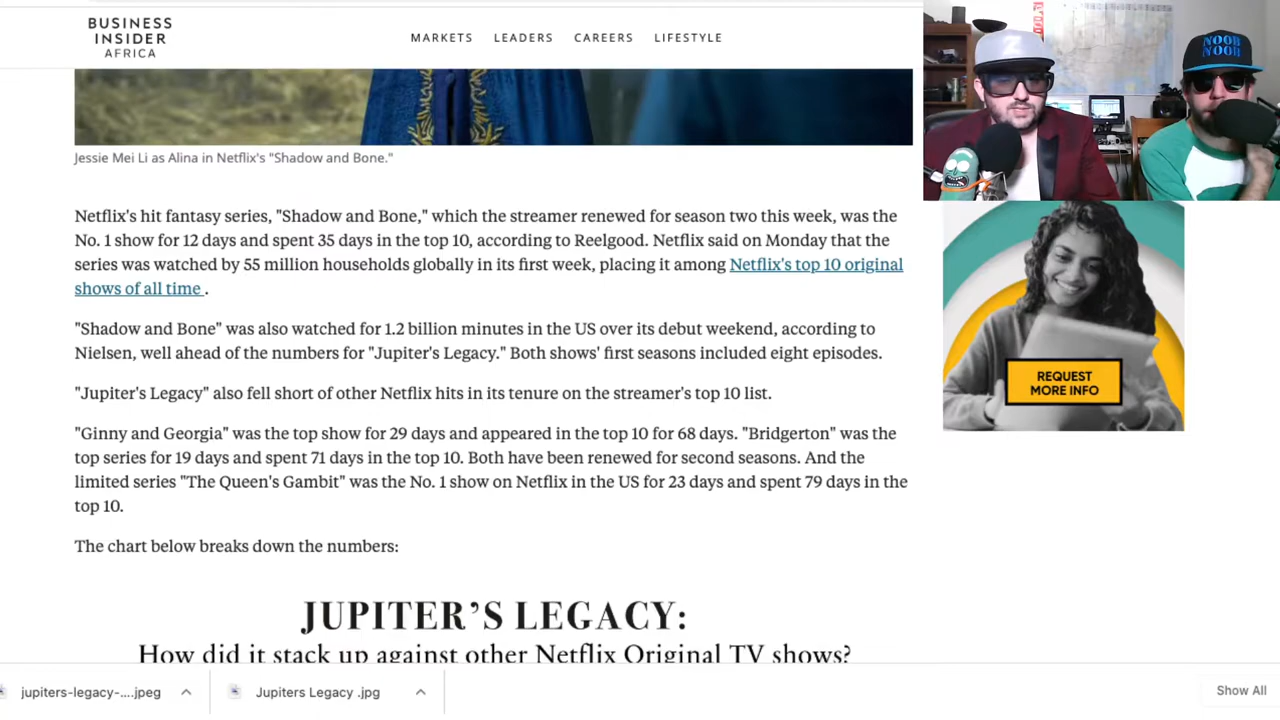 BUSINESS
INSIDER
AFRICA
MARKETS LEADERS CAREERS LIFESTYLE
Z
NOOB
NOOB
Jessie Mei Li as Alina in Netflix's "Shadow and Bone."
Netflix's hit fantasy series, "Shadow and Bone," which the streamer renewed for season two this week, was the
No. 1 show for 12 days and spent 35 days in the top 10, according to Reelgood. Netflix said on Monday that the
series was watched by 55 million households globally in its first week, placing it among Netflix's top 10 original
shows of all time .
"Shadow and Bone" was also watched for 1.2 billion minutes in the US over its debut weekend, according to
Nielsen, well ahead of the numbers for "Jupiter's Legacy." Both shows' first seasons included eight episodes.
"Jupiter's Legacy" also fell short of other Netflix hits in its tenure on the streamer's top 10 list.
"Ginny and Georgia" was the top show for 29 days and appeared in the top 10 for 68 days. "Bridgerton" was the
top series for 19 days and spent 71 days in the top 10. Both have been renewed for second seasons. And the
limited series "The Queen's Gambit" was the No. 1 show on Netflix in the US for 23 days and spent 79 days in the
top 10.
The chart below breaks down the numbers:
REQUEST
MORE INFO
JUPITER'S LEGACY:
How did it stack up against other Netflix Original TV shows?
jupiters-legacy-....jpeg
Jupiters Legacy .jpg
Show All